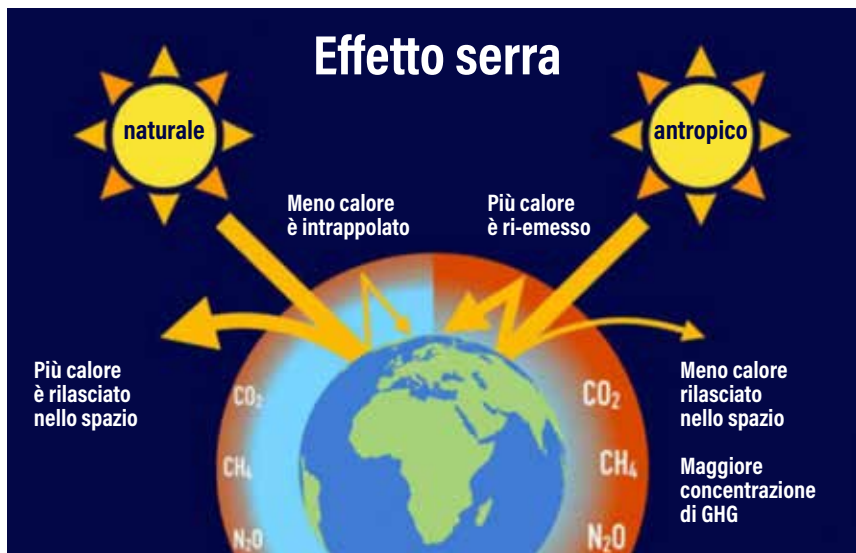 Effetto serra
naturale
antropico
Meno calore
è intrappolato
Più calore
è ri-emesso
Più calore
è rilasciato
nello spazio
Meno calore
rilasciato
nello spazio
Maggiore
concentrazione
di GHG
CO₂
CH₄
N₂O
CO₂
CH₄
N₂O